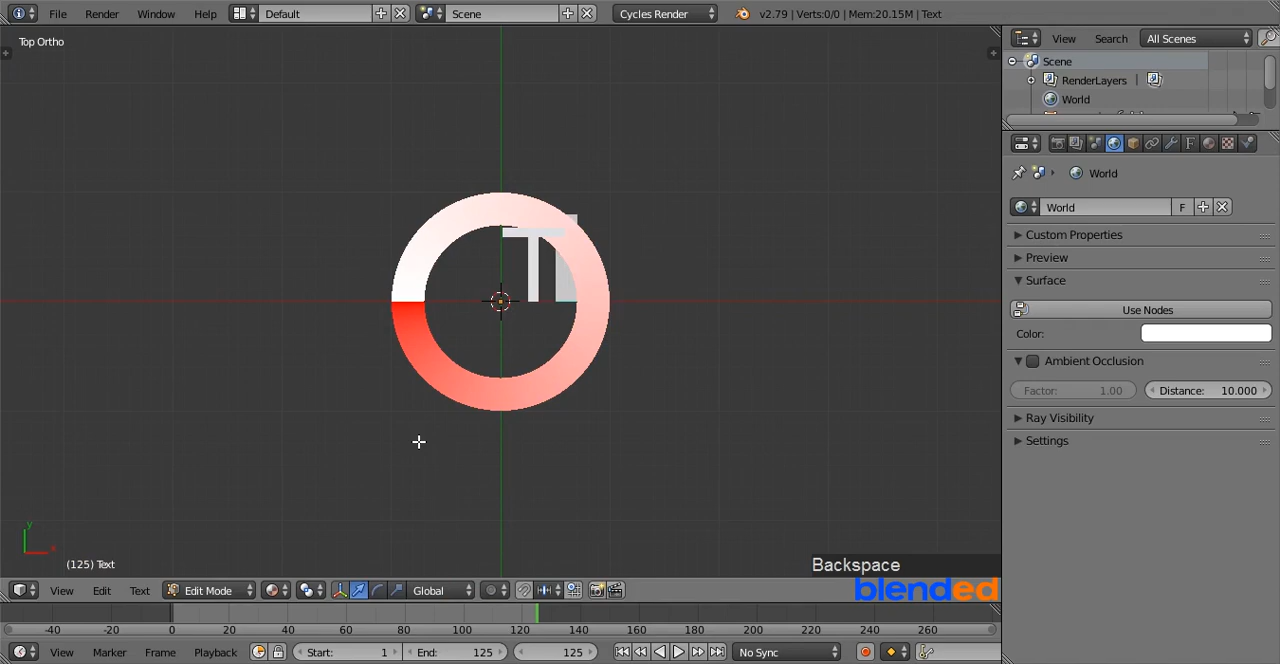 File Render Window Help Default Scene Cycles Render v2.79 | Verts:0/0 | Mem:20.15M | Text
Top Ortho
View Search All Scenes
Scene
RenderLayers
World
World
World F
Custom Properties
Preview
Surface
Use Nodes
Color:
Ambient Occlusion
Factor: 1.00 Distance: 10.000
Ray Visibility
Settings
T
y
x
(125) Text
Backspace
blended
View Edit Text Edit Mode Global
-40 -20 0 20 40 60 80 100 120 140 160 180 200 220 240 260
View Marker Frame Playback Start: 1 End: 125 125 No Sync